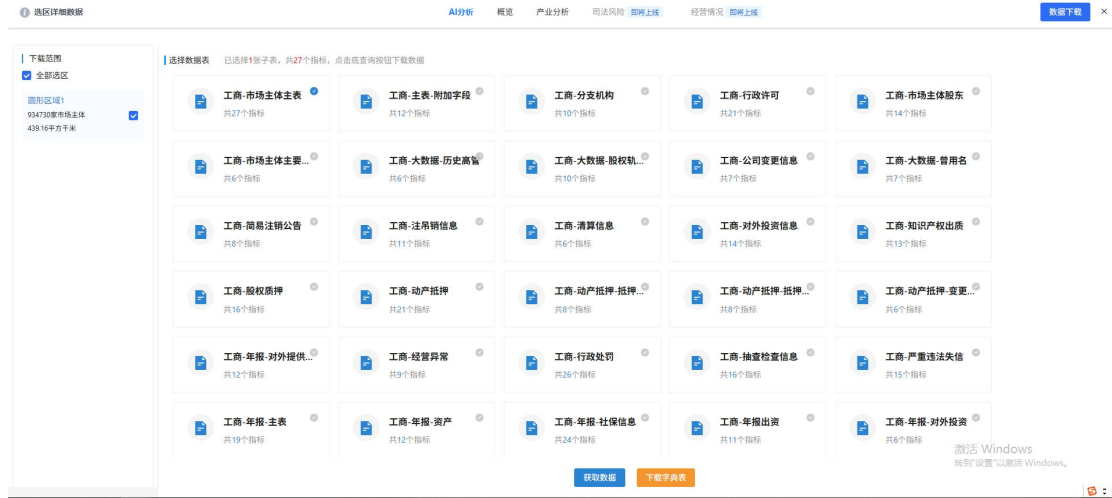 选区详细数据
AI分析 概览 产业分析 司法风险 即将上线 经营情况 即将上线
数据下载
下载范围
全部选区
圆形区域1
934730家市场主体
439.16平方千米
选择数据表 已选择1张子表，共27个指标，点击底查询按钮下载数据
工商-市场主体主表
共27个指标
工商-主表-附加字段
共12个指标
工商-分支机构
共10个指标
工商-行政许可
共21个指标
工商-市场主体股东
共14个指标
工商-市场主体主要...
共6个指标
工商-大数据-历史高管
共6个指标
工商-大数据-股权轨...
共10个指标
工商-公司变更信息
共7个指标
工商-大数据-曾用名
共7个指标
工商-简易注销公告
共8个指标
工商-注吊销信息
共11个指标
工商-清算信息
共6个指标
工商-对外投资信息
共14个指标
工商-知识产权出质
共13个指标
工商-股权质押
共16个指标
工商-动产抵押
共21个指标
工商-动产抵押-抵押...
共8个指标
工商-动产抵押-抵押...
共8个指标
工商-动产抵押-变更...
共6个指标
工商-年报-对外提供...
共12个指标
工商-经营异常
共9个指标
工商-行政处罚
共26个指标
工商-抽查检查信息
共16个指标
工商-严重违法失信
共15个指标
工商-年报-主表
共19个指标
工商-年报-资产
共12个指标
工商-年报-社保信息
共24个指标
工商-年报出资
共11个指标
工商-年报-对外投资
共6个指标
激活 Windows
转到"设置"以激活 Windows。
获取数据 下载字典表